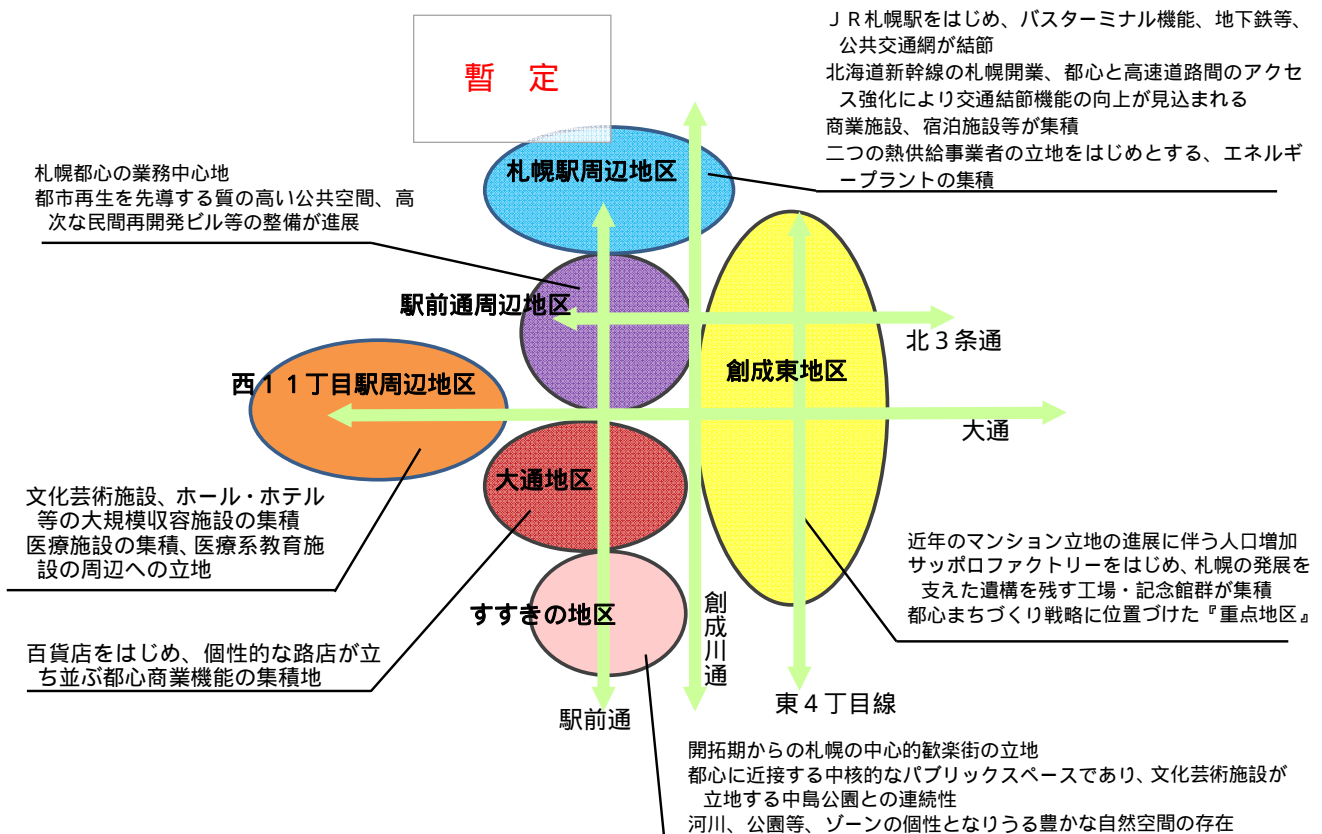 暫 定
ＪＲ札幌駅をはじめ、バスターミナル機能、地下鉄等、
公共交通網が結節
北海道新幹線の札幌開業、都心と高速道路間のアクセ
ス強化により交通結節機能の向上が見込まれる
商業施設、宿泊施設等が集積
二つの熱供給事業者の立地をはじめとする、エネルギ
ープラントの集積
札幌都心の業務中心地
都市再生を先導する質の高い公共空間、高
次な民間再開発ビル等の整備が進展
札幌駅周辺地区
駅前通周辺地区
北３条通
西１１丁目駅周辺地区
創成東地区
大通
大通地区
文化芸術施設、ホール・ホテル
等の大規模収容施設の集積
医療施設の集積、医療系教育施
設の周辺への立地
近年のマンション立地の進展に伴う人口増加
サッポロファクトリーをはじめ、札幌の発展を
支えた遺構を残す工場・記念館群が集積
都心まちづくり戦略に位置づけた『重点地区』
すすきの地区
創成川通
百貨店をはじめ、個性的な路店が立
ち並ぶ都心商業機能の集積地
駅前通
東４丁目線
開拓期からの札幌の中心的歓楽街の立地
都心に近接する中核的なパブリックスペースであり、文化芸術施設が
立地する中島公園との連続性
河川、公園等、ゾーンの個性となりうる豊かな自然空間の存在